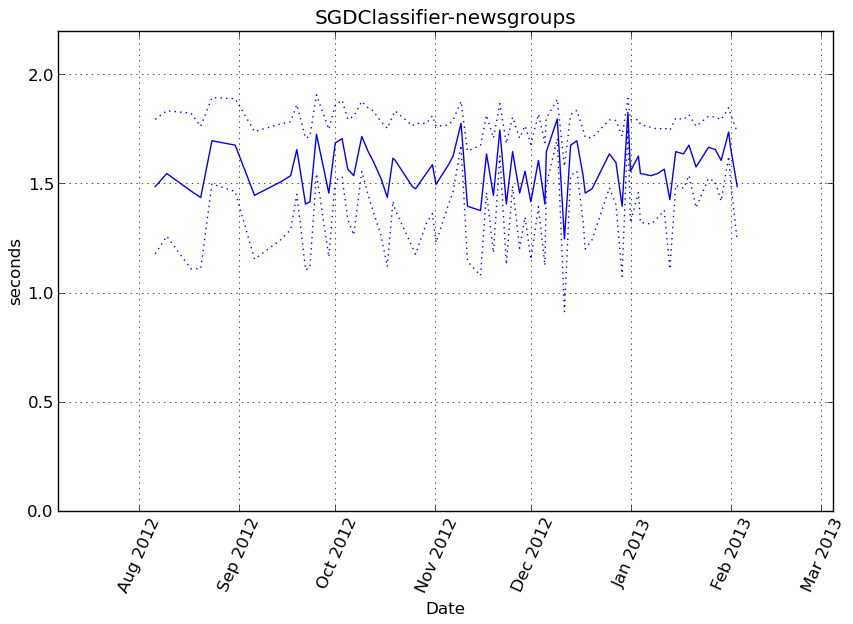 SGDClassifier-newsgroups
2.0
1.5
1.0
0.5
0.0
seconds
Aug 2012
Sep 2012
Oct 2012
Nov 2012
Dec 2012
Jan 2013
Feb 2013
Mar 2013
Date